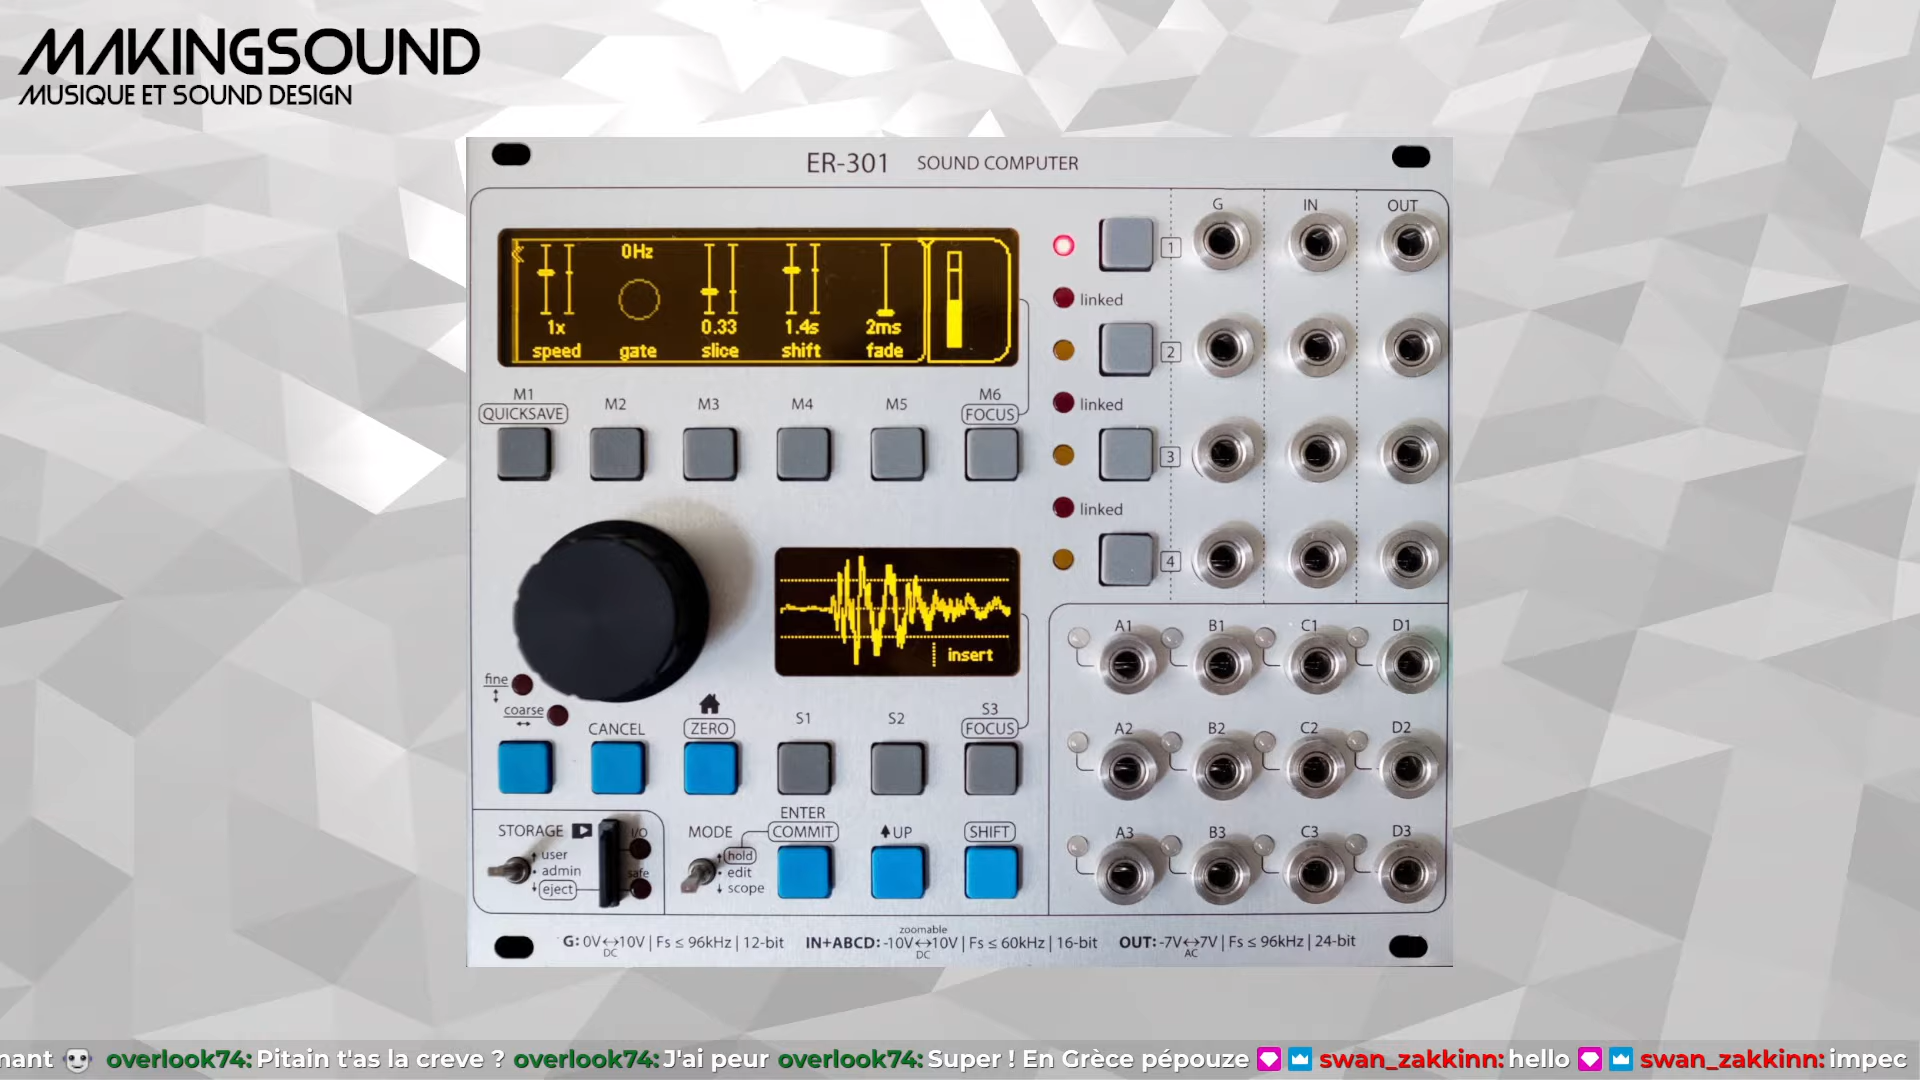 MAKINGSOUND
MUSIQUE ET SOUND DESIGN
ER-301 SOUND COMPUTER
G IN OUT
0Hz
1x 0.33 1.4s 2ms
speed gate slice shift fade
1
linked
2
linked
3
linked
4
M1 M2 M3 M4 M5 M6
QUICKSAVE FOCUS
insert
fine
coarse
CANCEL ZERO S1 S2 S3
FOCUS
A1 B1 C1 D1
A2 B2 C2 D2
A3 B3 C3 D3
STORAGE I/O
user
admin
eject
safe
MODE
hold
edit
scope
ENTER
COMMIT UP SHIFT
G: 0V↔10V | Fs ≤ 96kHz | 12-bit IN+ABCD: -10V↔10V | Fs ≤ 60kHz | 16-bit OUT: -7V↔7V | Fs ≤ 96kHz | 24-bit
DC zoomable DC AC
nant overlook74: Pitain t'as la creve ? overlook74: J'ai peur overlook74: Super ! En Grèce pépouze swan_zakkinn: hello swan_zakkinn: impec